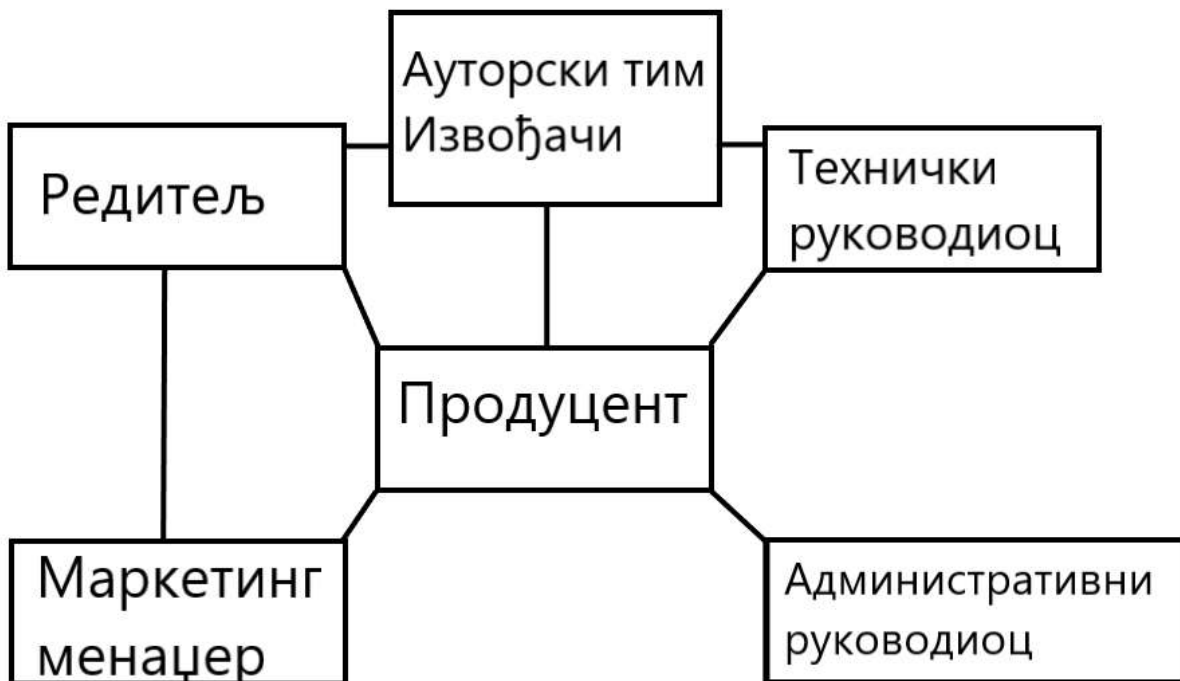 Ауторски тим
Извођачи
Редитељ
Технички
руководиоц
Продуцент
Маркетинг
менаџер
Административни
руководиоц